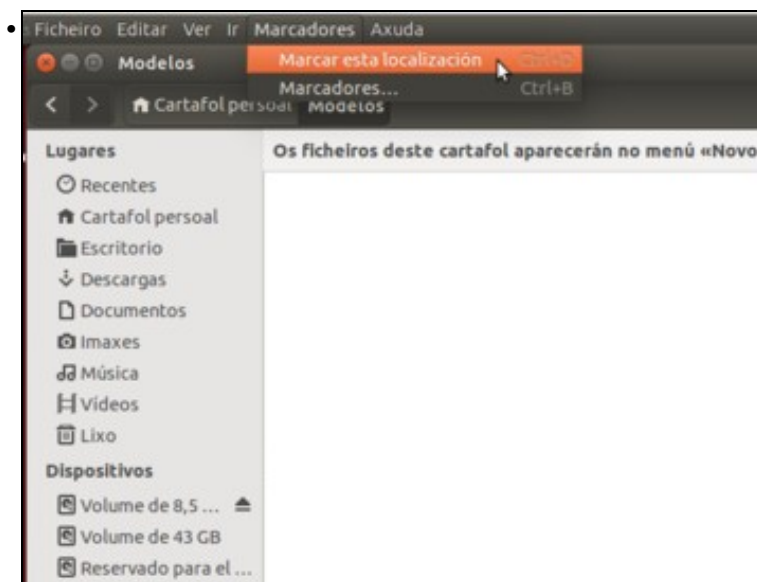 Ficheiro Editar Ver Ir Marcadores Axuda
Modelos
Marcar esta localización Ctrl+D
Marcadores... Ctrl+B
Cartafol persoal Modelos
Lugares
Os ficheiros deste cartafol aparecerán no menú «Novo
Recentes
Cartafol persoal
Escritorio
Descargas
Documentos
Imaxes
Música
Vídeos
Lixo
Dispositivos
Volume de 8,5 ...
Volume de 43 GB
Reservado para el ...